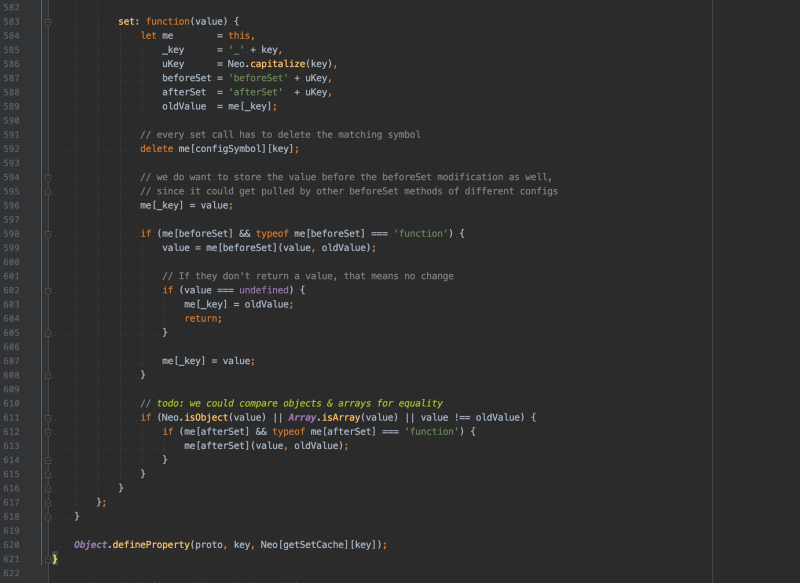 582
583 set: function(value) {
584 let me = this,
585 _key = '_' + key,
586 uKey = Neo.capitalize(key),
587 beforeSet = 'beforeSet' + uKey,
588 afterSet = 'afterSet' + uKey,
589 oldValue = me[_key];
590
591 // every set call has to delete the matching symbol
592 delete me[configSymbol][key];
593
594 // we do want to store the value before the beforeSet modification as well,
595 // since it could get pulled by other beforeSet methods of different configs
596 me[_key] = value;
597
598 if (me[beforeSet] && typeof me[beforeSet] === 'function') {
599 value = me[beforeSet](value, oldValue);
600
601 // If they don't return a value, that means no change
602 if (value === undefined) {
603 me[_key] = oldValue;
604 return;
605 }
606
607 me[_key] = value;
608 }
609
610 // todo: we could compare objects & arrays for equality
611 if (Neo.isObject(value) || Array.isArray(value) || value !== oldValue) {
612 if (me[afterSet] && typeof me[afterSet] === 'function') {
613 me[afterSet](value, oldValue);
614 }
615 }
616 }
617 };
618 }
619
620 Object.defineProperty(proto, key, Neo[getSetCache][key]);
621 }
622